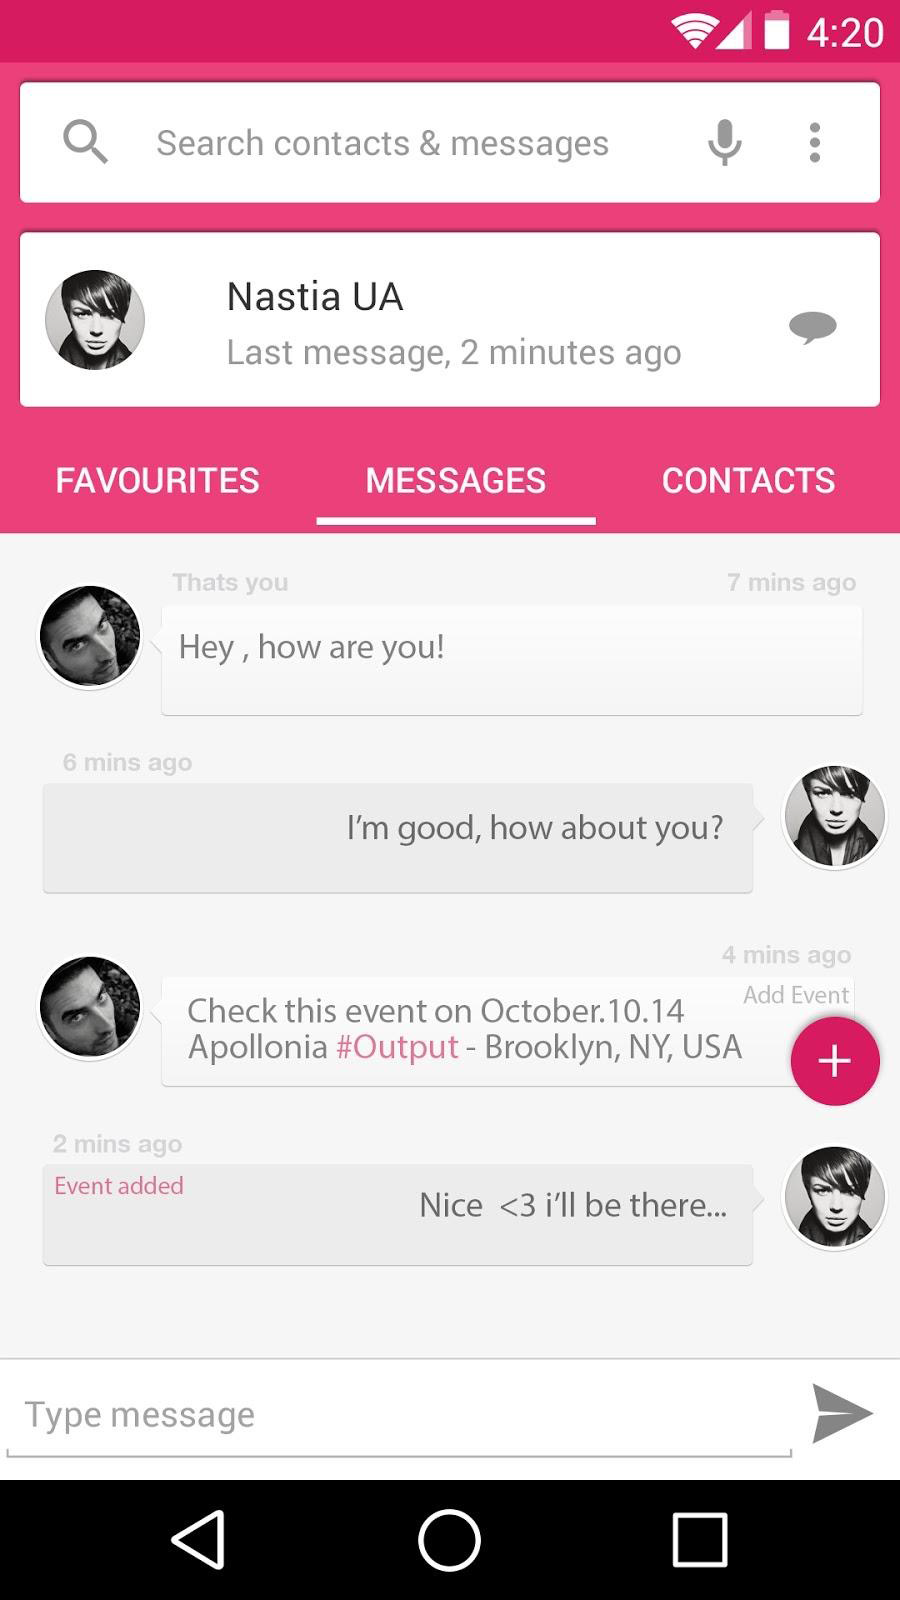 4:20
Search contacts & messages
Nastia UA
Last message, 2 minutes ago
FAVOURITES MESSAGES CONTACTS
Thats you 7 mins ago
Hey , how are you!
6 mins ago
I'm good, how about you?
4 mins ago
Add Event
Check this event on October.10.14
Apollonia #Output - Brooklyn, NY, USA
2 mins ago
Event added
Nice  <3 i'll be there...
Type message